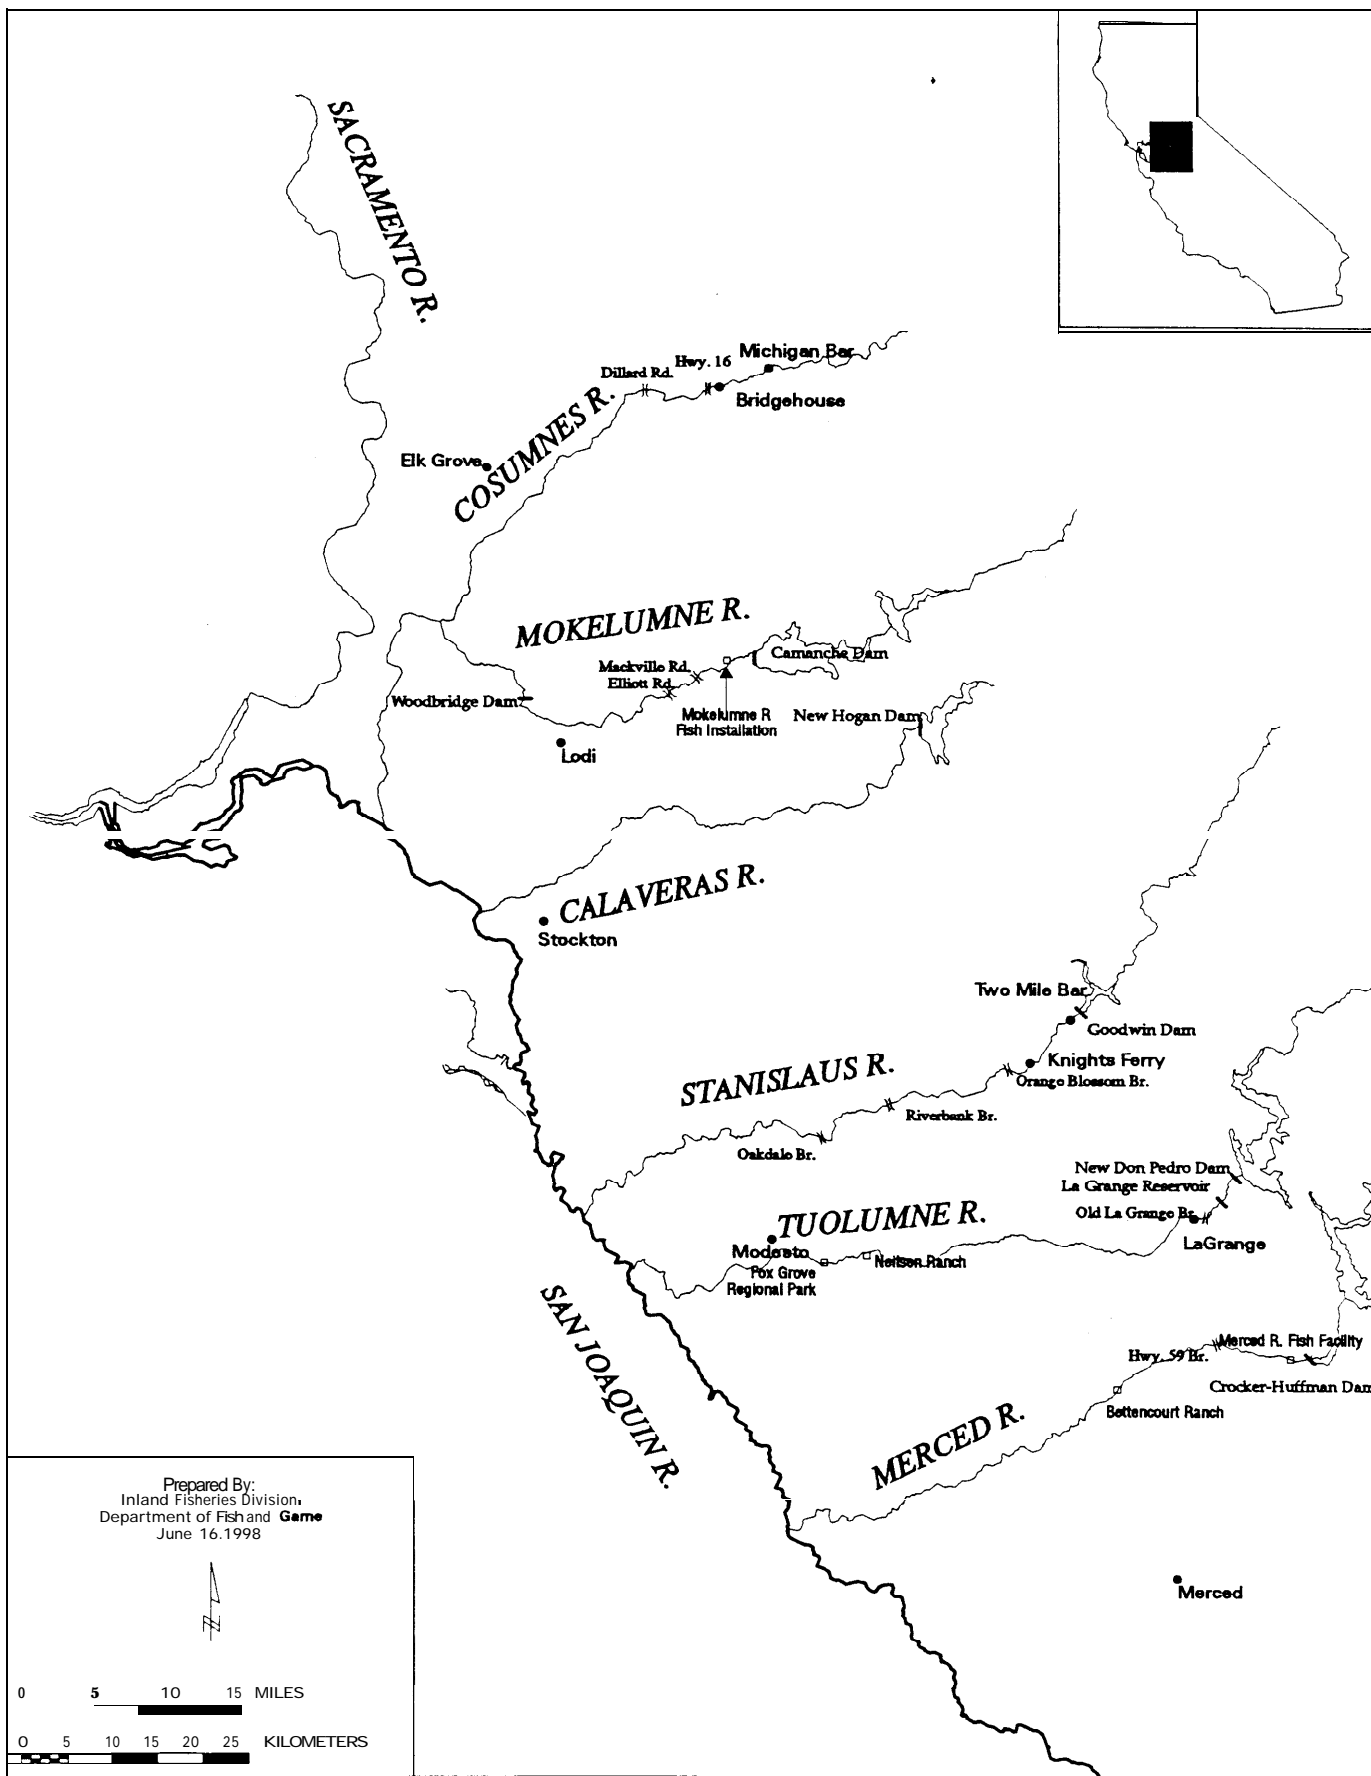 SACRAMENTO R.
Michigan Bar
Hwy. 16
Dillard Rd.
Bridgehouse
COSUMNES R.
Elk Grove
MOKELUMNE R.
Camanche Dam
Mackville Rd.
Elliott Rd.
Woodbridge Dam
Mokelumne R
Fish Installation
New Hogan Dam
Lodi
CALAVERAS R.
Stockton
Two Mile Bar
Goodwin Dam
Knights Ferry
Orange Blossom Br.
STANISLAUS R.
Riverbank Br.
Oakdale Br.
New Don Pedro Dam
La Grange Reservoir
Old La Grange Br.
LaGrange
TUOLUMNE R.
Modesto
Neilsen Ranch
Fox Grove
Regional Park
SAN JOAQUIN R.
Merced R. Fish Facility
Hwy. 59 Br.
Crocker-Huffman Dam
Bettencourt Ranch
MERCED R.
Merced
Prepared By:
Inland Fisheries Division.
Department of Fish and Game
June 16.1998
N
0 5 10 15 MILES
0 5 10 15 20 25 KILOMETERS